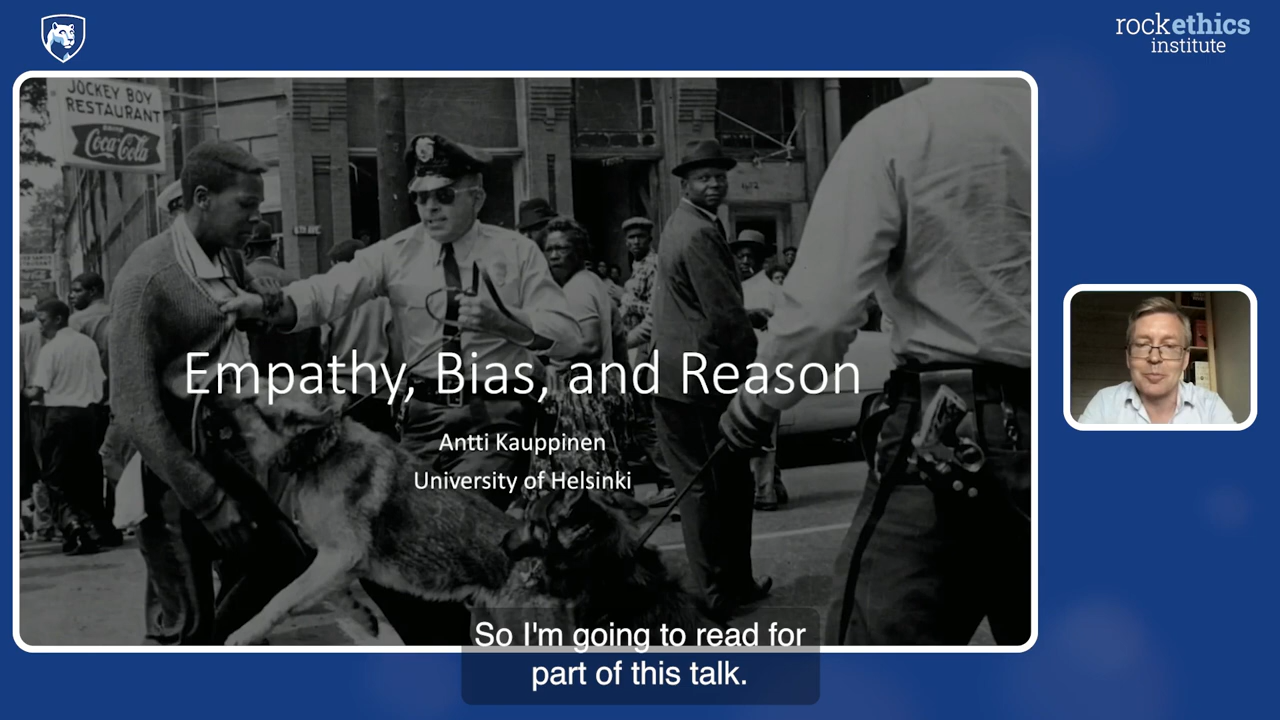 rockethics
institute
JOCKEY BOY
RESTAURANT
Coca-Cola
Empathy, Bias, and Reason
Antti Kauppinen
University of Helsinki
So I'm going to read for
part of this talk.